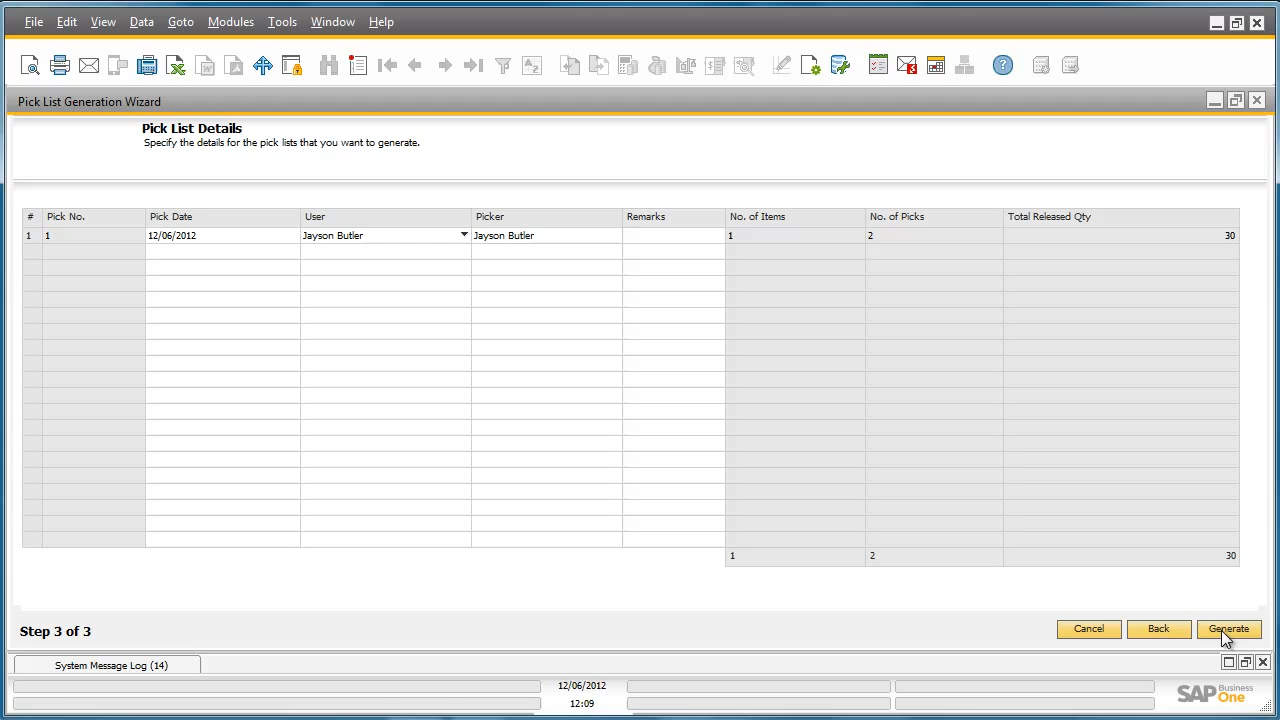 File Edit View Data Goto Modules Tools Window Help
Pick List Generation Wizard
Pick List Details
Specify the details for the pick lists that you want to generate.
# Pick No. Pick Date User Picker Remarks No. of Items No. of Picks Total Released Qty
1 1 12/06/2012 Jayson Butler Jayson Butler 1 2 30
1 2 30
Step 3 of 3
Cancel Back Generate
System Message Log (14)
12/06/2012
12:09
SAP Business One